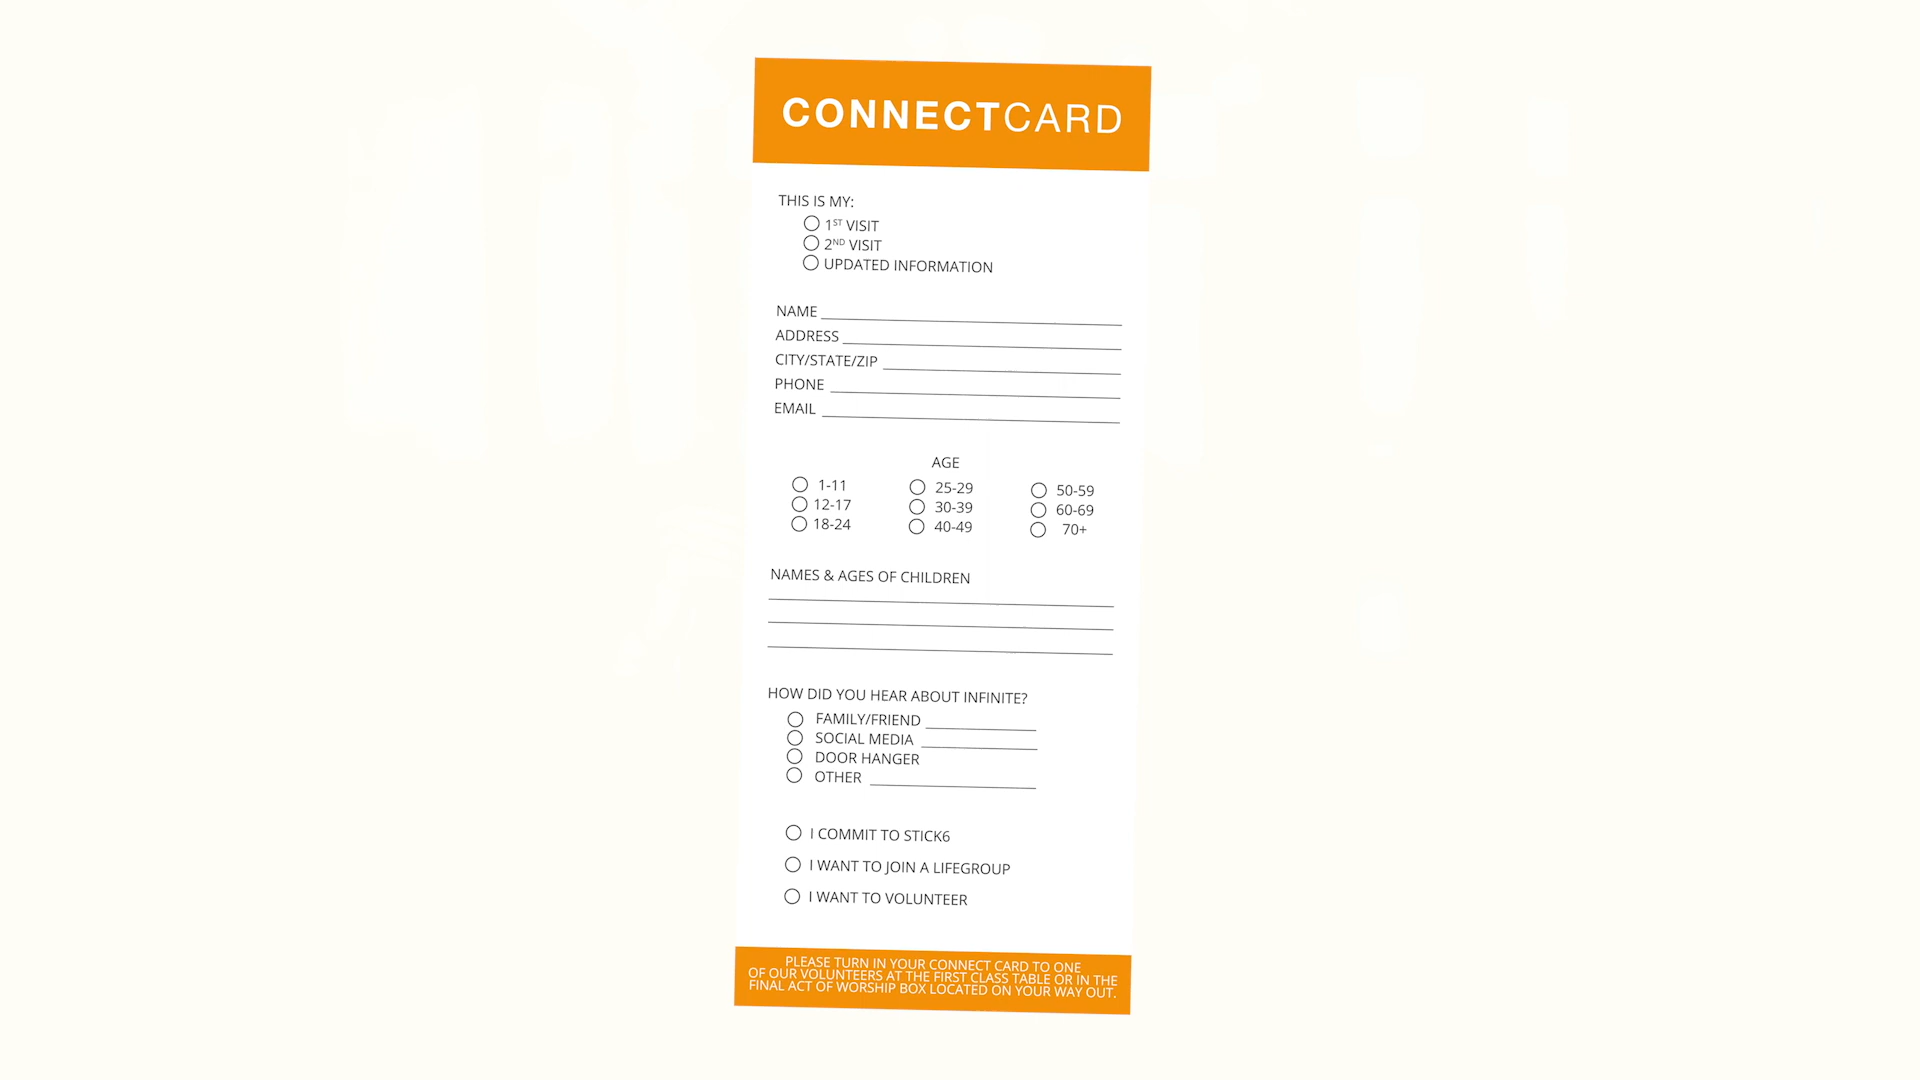 CONNECTCARD
THIS IS MY:
1ST VISIT
2ND VISIT
UPDATED INFORMATION
NAME
ADDRESS
CITY/STATE/ZIP
PHONE
EMAIL
AGE
1-11
12-17
18-24
25-29
30-39
40-49
50-59
60-69
70+
NAMES & AGES OF CHILDREN
HOW DID YOU HEAR ABOUT INFINITE?
FAMILY/FRIEND
SOCIAL MEDIA
DOOR HANGER
OTHER
I COMMIT TO STICK6
I WANT TO JOIN A LIFEGROUP
I WANT TO VOLUNTEER
PLEASE TURN IN YOUR CONNECT CARD TO ONE
OF OUR VOLUNTEERS AT THE FIRST CLASS TABLE OR IN THE
FINAL ACT OF WORSHIP BOX LOCATED ON YOUR WAY OUT.